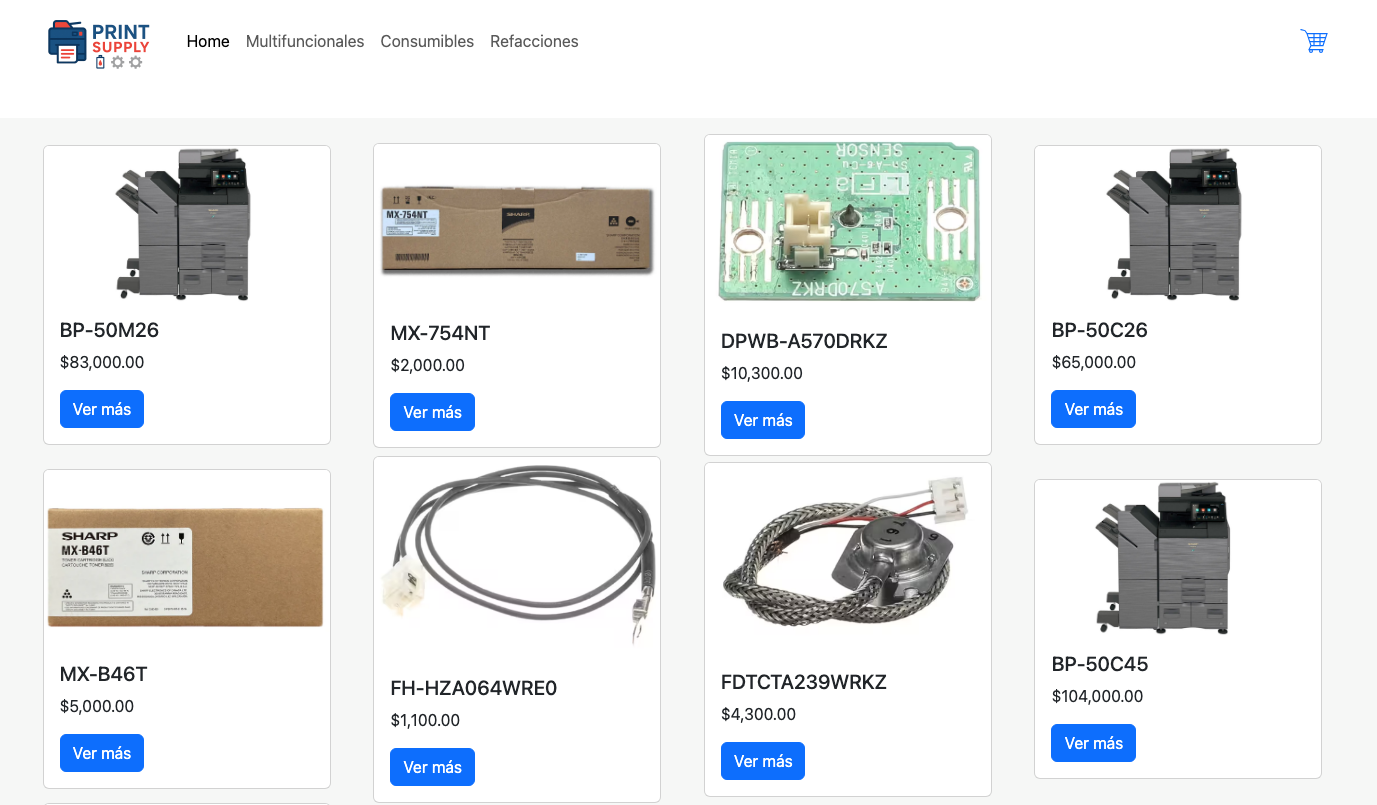 PRINT
SUPPLY
Home
Multifuncionales
Consumibles
Refacciones
BP-50M26
$83,000.00
Ver más
MX-754NT
SHARP
MX-754NT
$2,000.00
Ver más
SENSOR
A570DRKZ
DPWB-A570DRKZ
$10,300.00
Ver más
BP-50C26
$65,000.00
Ver más
SHARP
MX-B46T
SHARP CORPORATION
MX-B46T
$5,000.00
Ver más
FH-HZA064WRE0
$1,100.00
Ver más
FDTCTA239WRKZ
$4,300.00
Ver más
BP-50C45
$104,000.00
Ver más